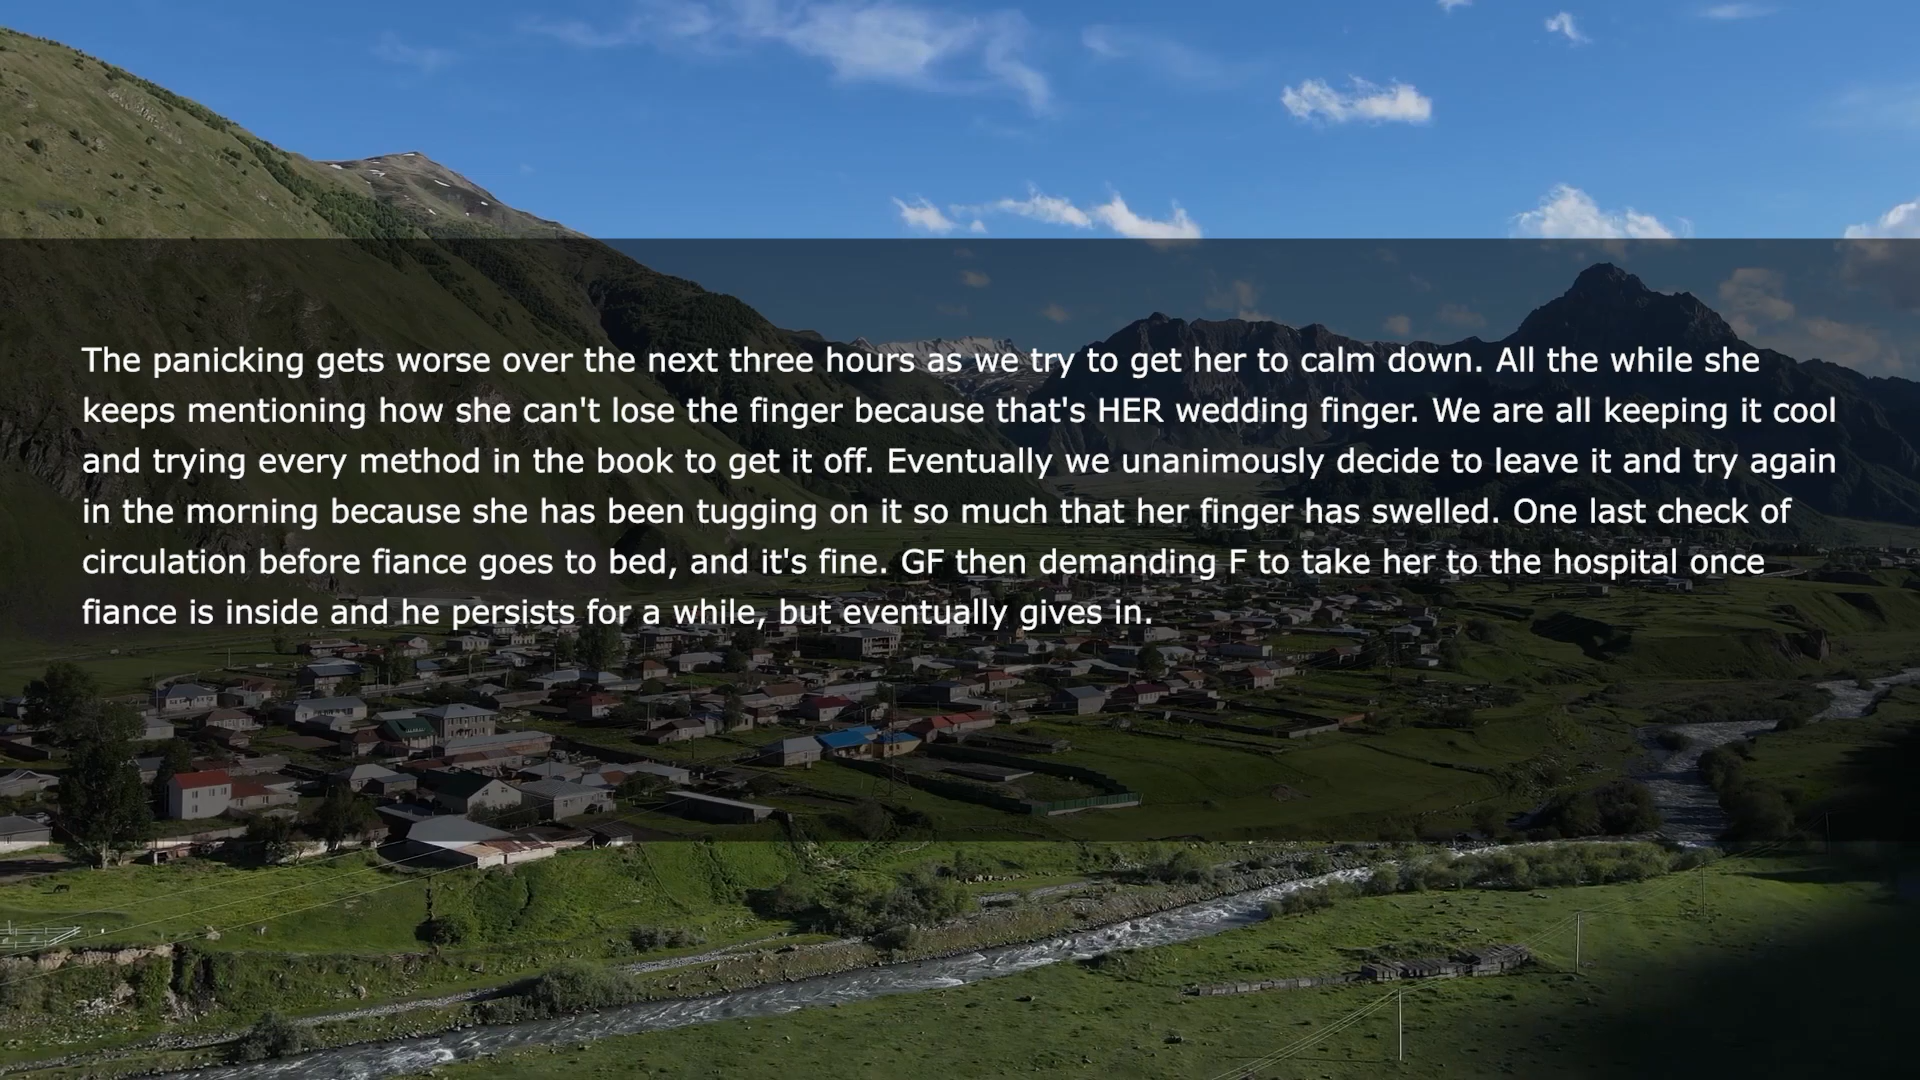 The panicking gets worse over the next three hours as we try to get her to calm down. All the while she
keeps mentioning how she can't lose the finger because that's HER wedding finger. We are all keeping it cool
and trying every method in the book to get it off. Eventually we unanimously decide to leave it and try again
in the morning because she has been tugging on it so much that her finger has swelled. One last check of
circulation before fiance goes to bed, and it's fine. GF then demanding F to take her to the hospital once
fiance is inside and he persists for a while, but eventually gives in.